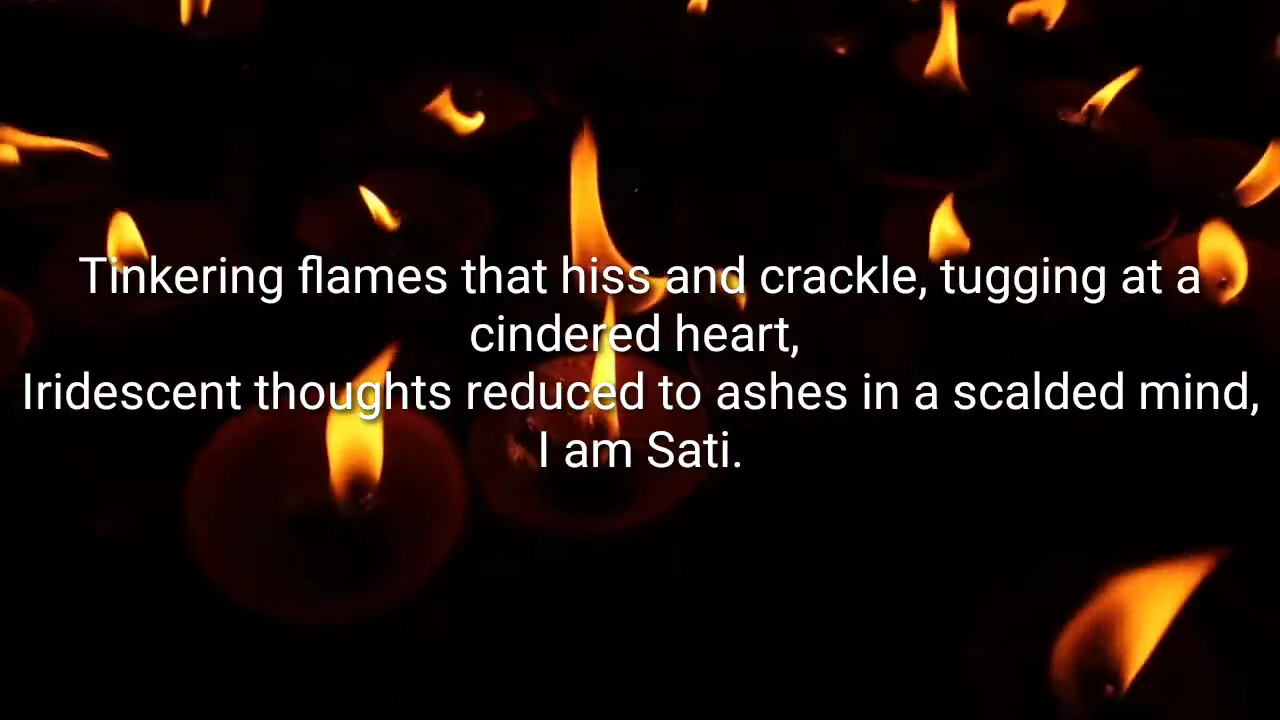 Tinkering flames that hiss and crackle, tugging at a
cindered heart,
Iridescent thoughts reduced to ashes in a scalded mind,
I am Sati.